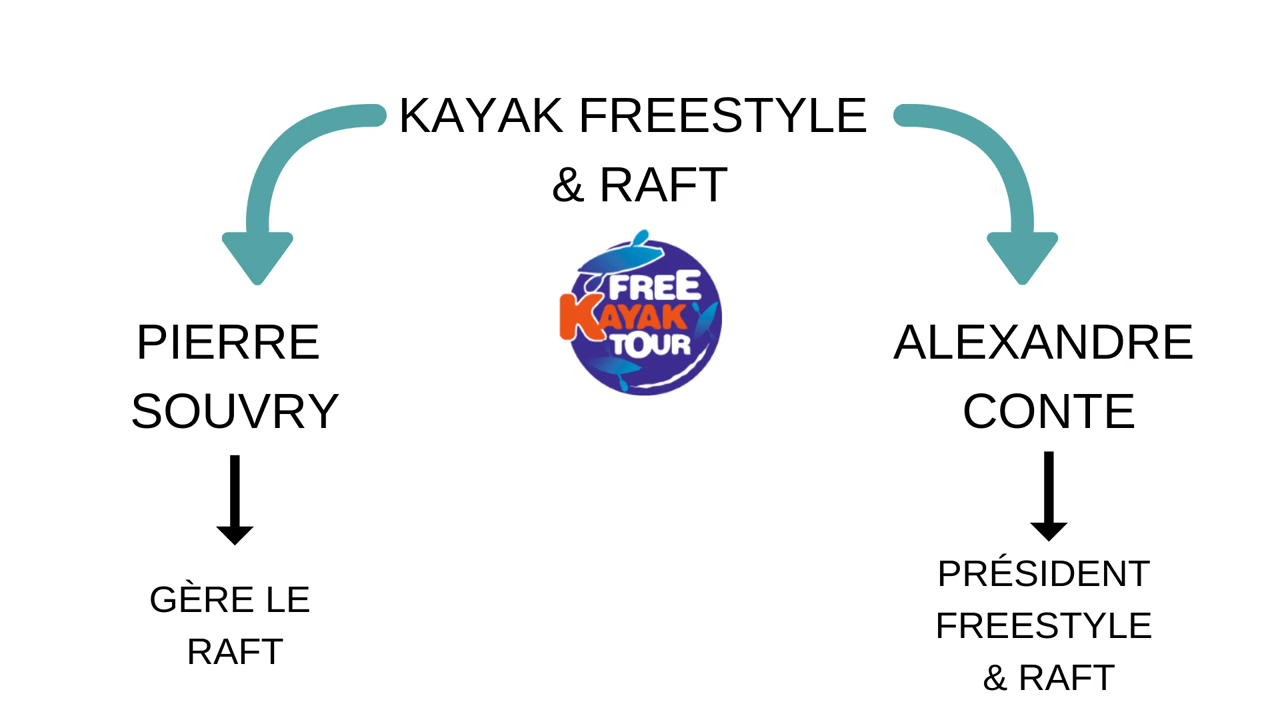 KAYAK FREESTYLE
& RAFT
FREE
KAYAK
TOUR
PIERRE
SOUVRY
GÈRE LE
RAFT
ALEXANDRE
CONTE
PRÉSIDENT
FREESTYLE
& RAFT